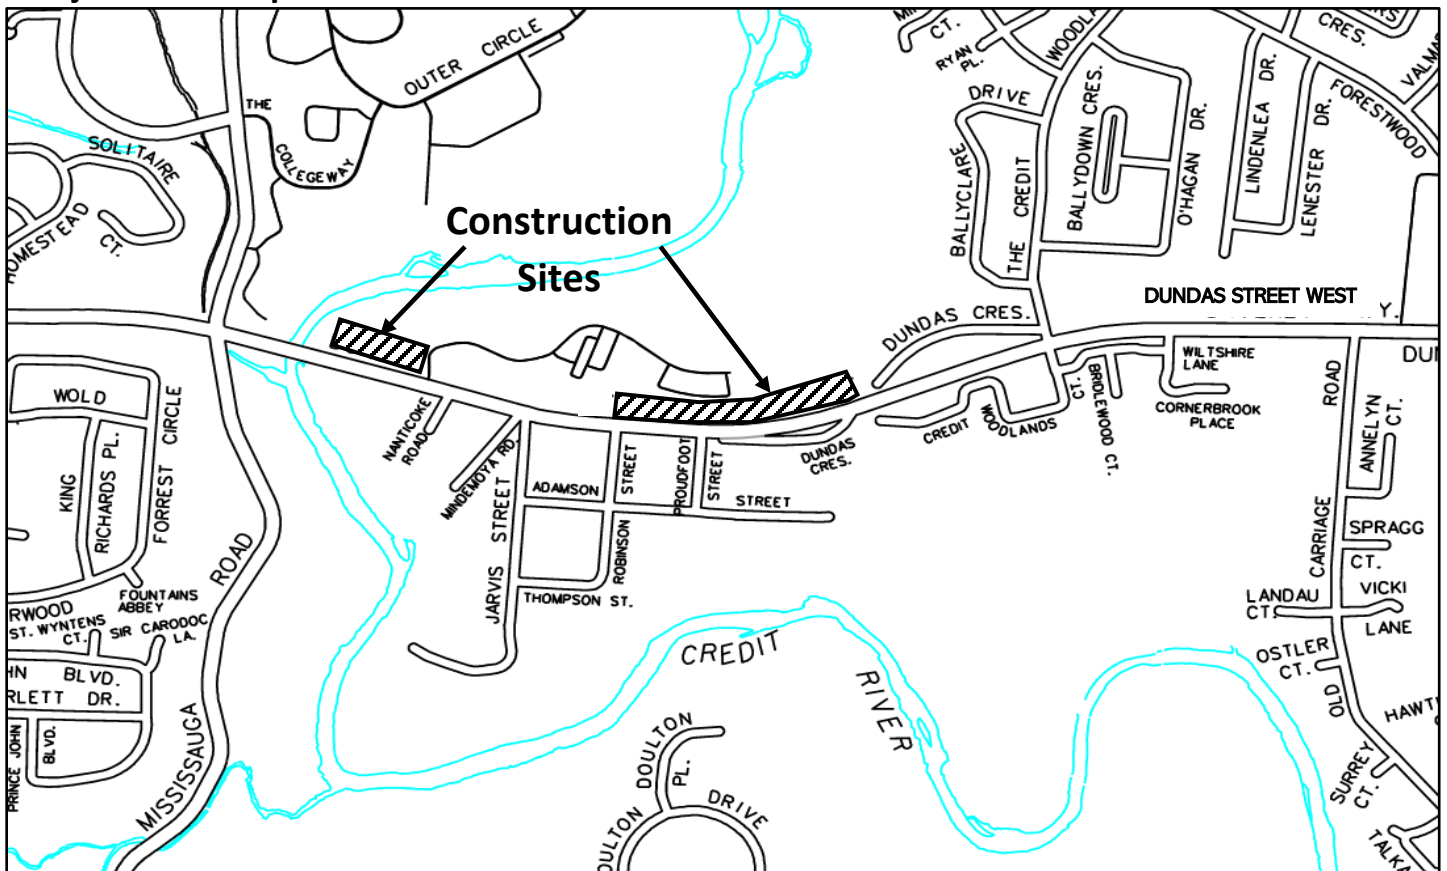 OUTER CIRCLE
THE
COLLEGEWAY
SOLITAIRE
HOMESTEAD
CT.
CT.
RYAN
PL.
WOODLA
CRES.
VALMA
FORESTWOOD
DRIVE
BALLYCLARE
THE CREDIT
BALLYDOWN CRES.
O'HAGAN DR.
LINDENLEA DR.
LENESTER DR.
Construction
Sites
DUNDAS STREET WEST
Y.
DUNDAS CRES.
DUN
WILTSHIRE
LANE
CORNERBROOK
PLACE
BRIDLEWOOD CT.
CT.
CREDIT WOODLANDS
DUNDAS
CRES.
WOLD
KING
RICHARDS PL.
FORREST CIRCLE
NANTICOKE
ROAD
MINDEMOYA RD.
JARVIS STREET
ADAMSON
STREET
PROUDFOOT
STREET
STREET
ROBINSON
THOMPSON ST.
ROAD
ANNELYN
CT.
CARRIAGE
SPRAGG
CT.
VICKI
LANE
LANDAU
CT.
OSTLER
CT.
OLD
HAWT
SURREY
CT.
TALKA
FOUNTAINS
ABBEY
RWOOD
ST. WYNTENS
CT.
SIR CARODOC
LA.
HN BLVD.
RLETT DR.
PRINCE JOHN
BLVD.
MISSISSAUGA
ROAD
CREDIT
RIVER
DOULTON
PL.
OULTON
DRIVE